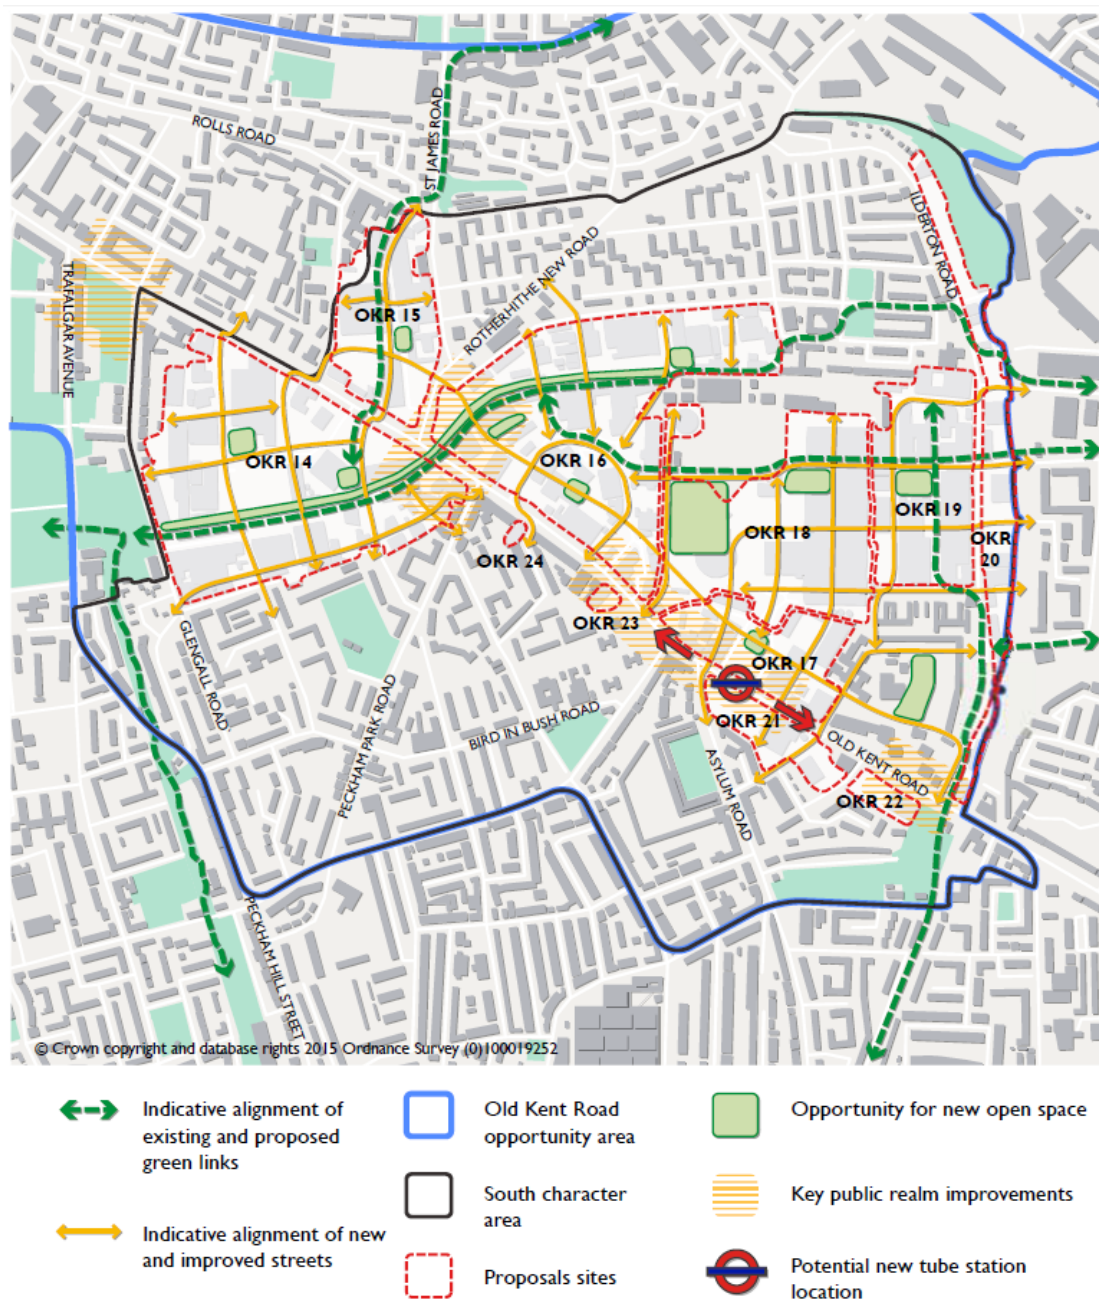 ROLLS ROAD
ST JAMES ROAD
ILDERTON ROAD
ROTHERHITHE NEW ROAD
TRAFALGAR AVENUE
OKR 15
OKR 14
OKR 16
OKR 19
OKR 18
OKR
20
OKR 24
OKR 23
GLENGALL ROAD
OKR 17
PECKHAM PARK ROAD
BIRD IN BUSH ROAD
OKR 21
OLD KENT ROAD
ASYLUM ROAD
OKR 22
PECKHAM HILL STREET
© Crown copyright and database rights 2015 Ordnance Survey (0)100019252
Indicative alignment of
existing and proposed
green links
Indicative alignment of new
and improved streets
Old Kent Road
opportunity area
South character
area
Proposals sites
Opportunity for new open space
Key public realm improvements
Potential new tube station
location